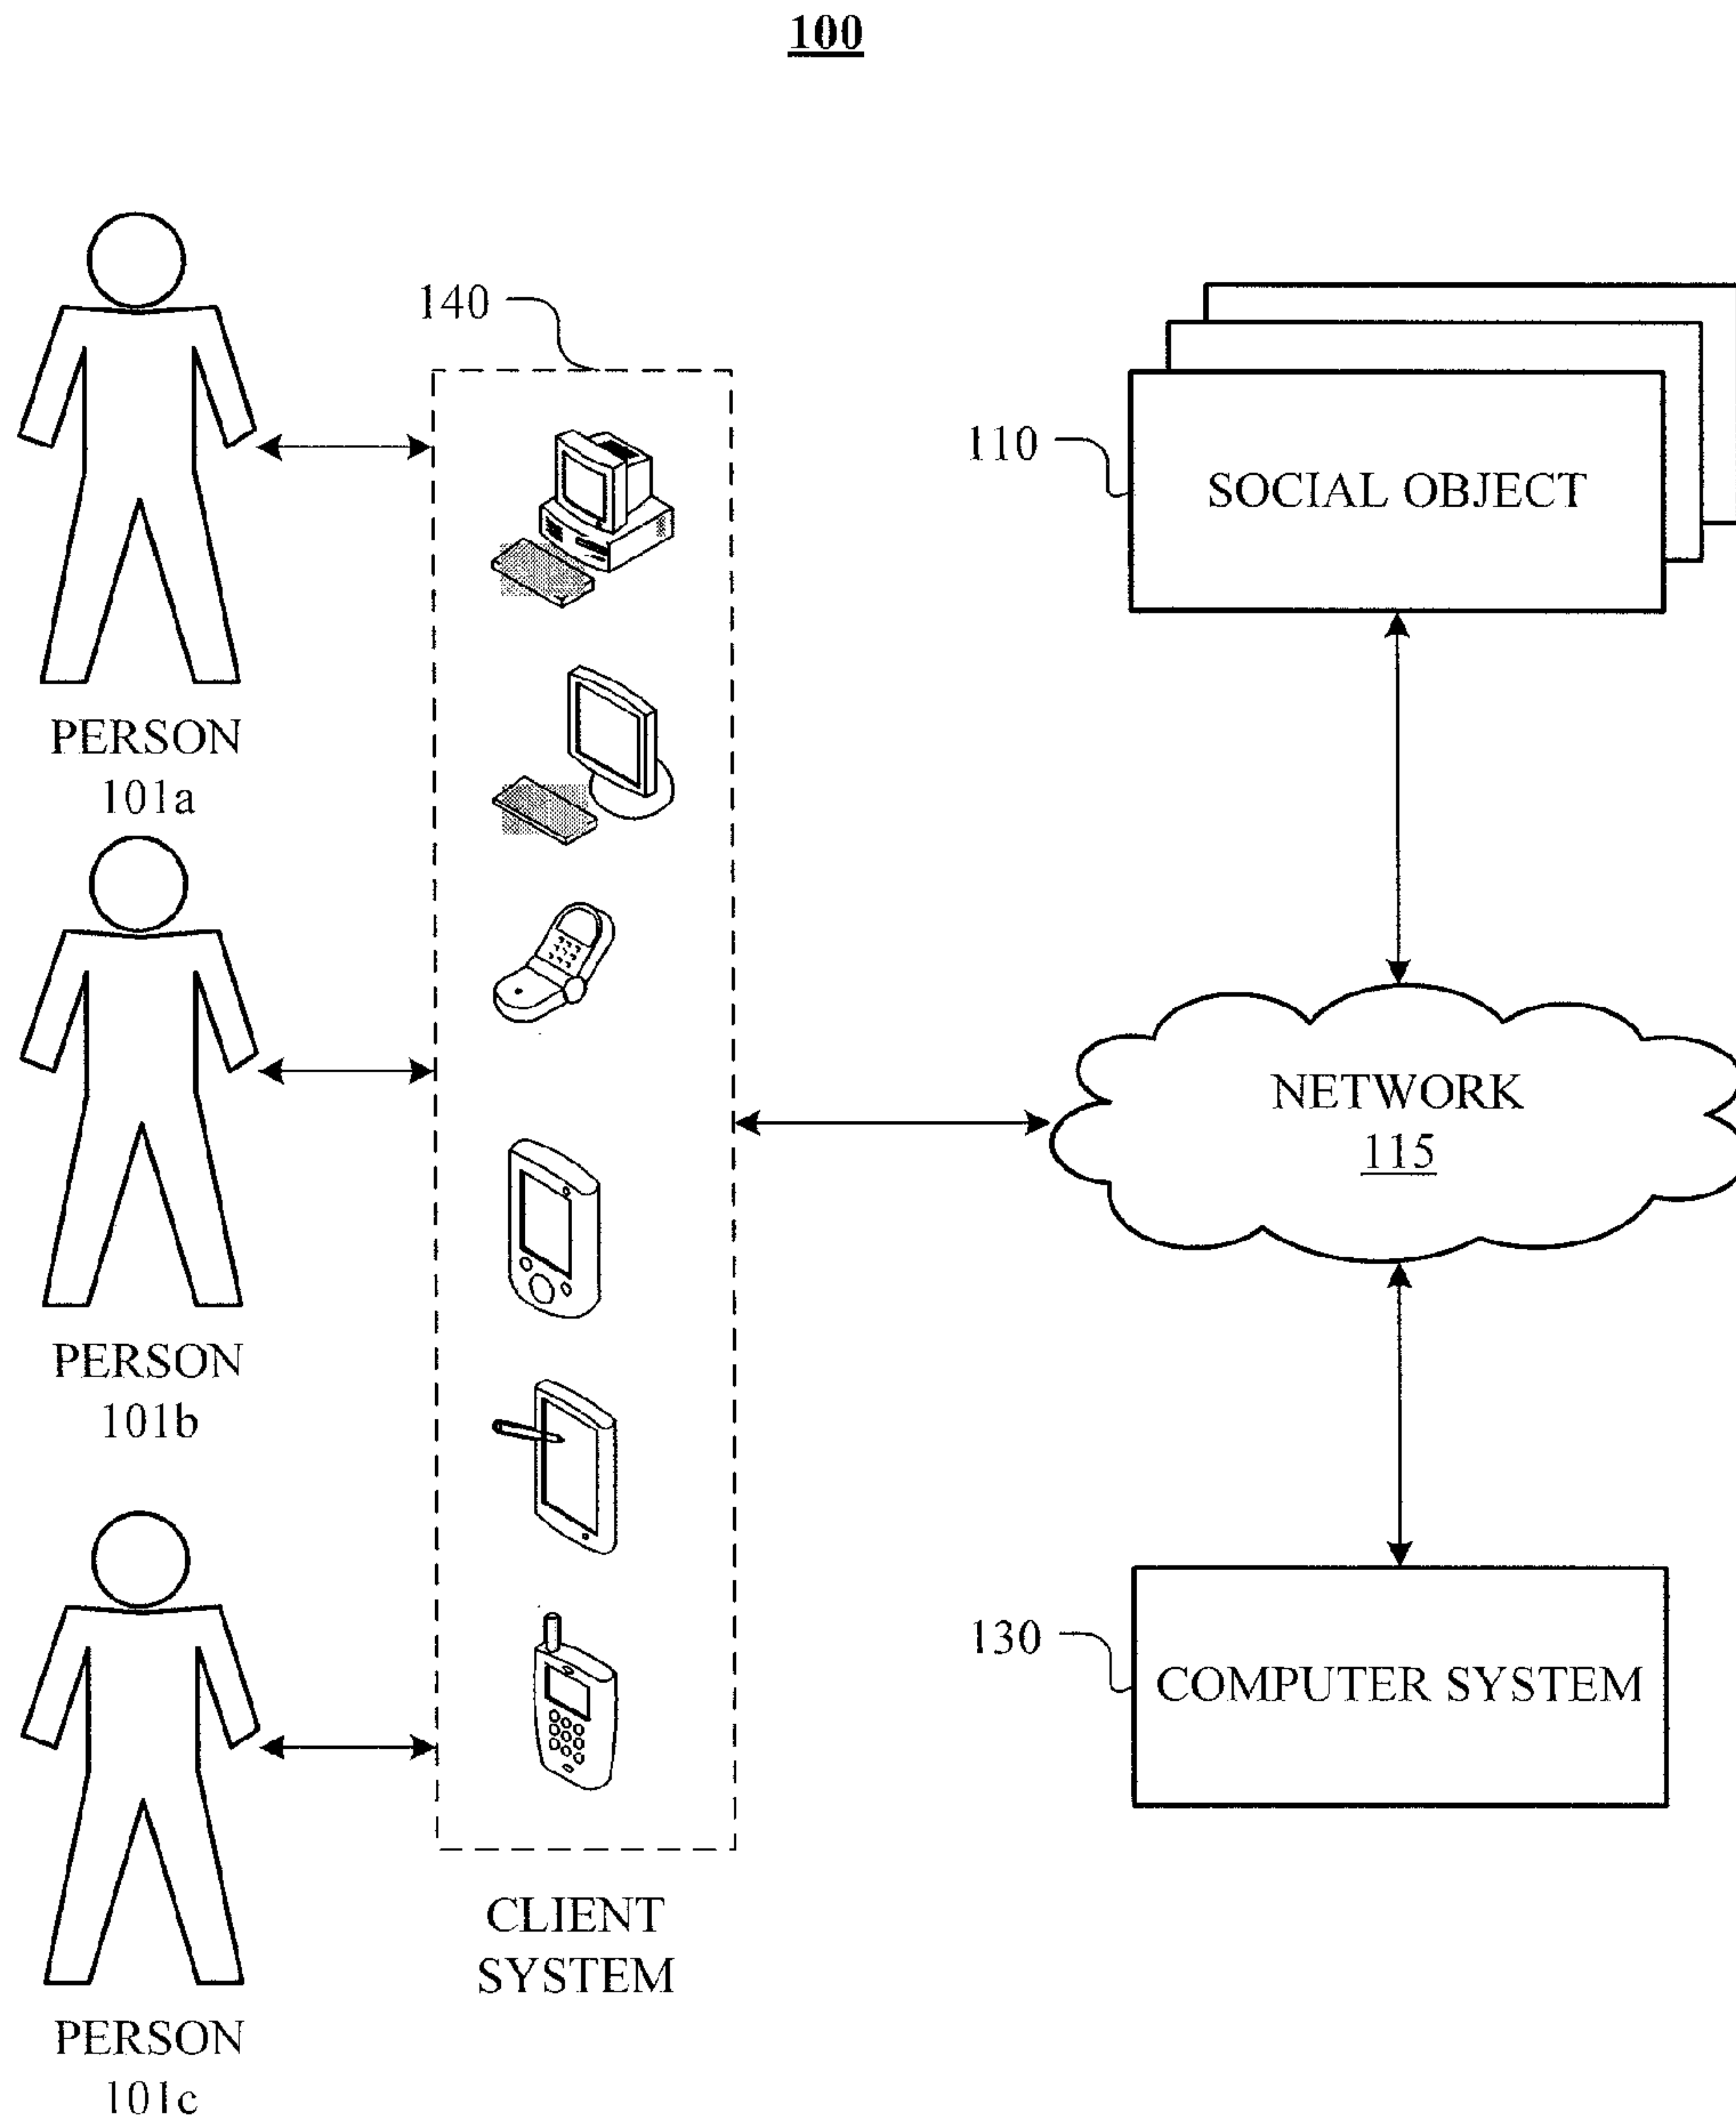 100
140
110
SOCIAL OBJECT
PERSON
101a
NETWORK
115
PERSON
101b
130
COMPUTER SYSTEM
CLIENT
SYSTEM
PERSON
101c